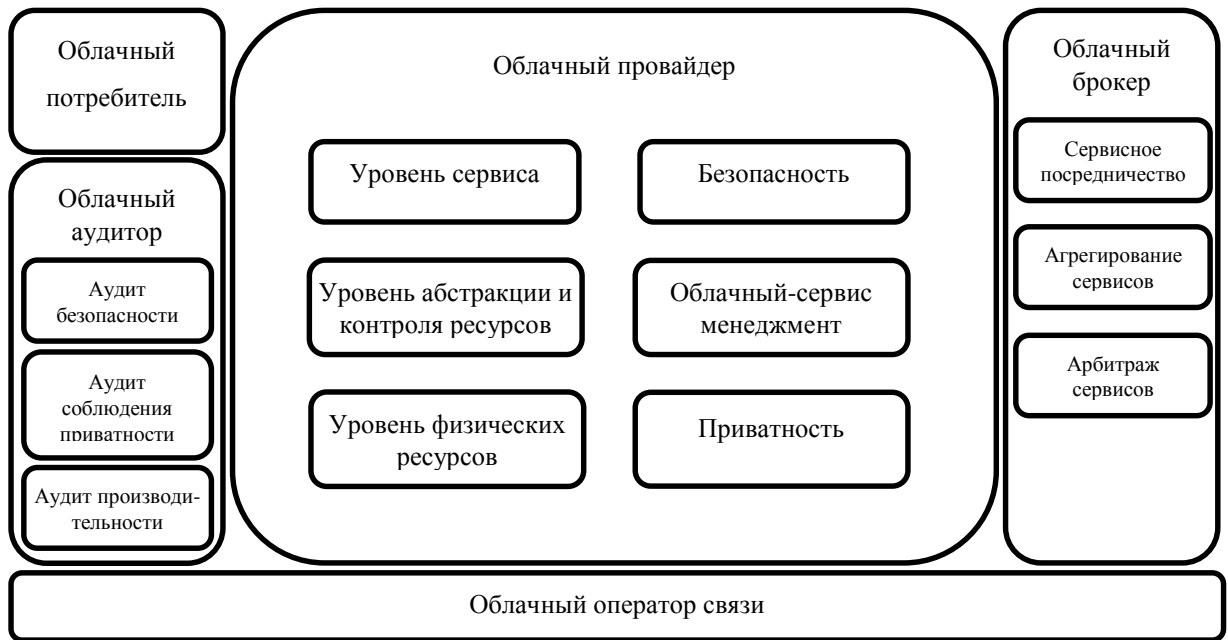 Облачный
потребитель
Облачный
аудитор
Аудит
безопасности
Аудит
соблюдения
приватности
Аудит производи-
тельности
Облачный провайдер
Уровень сервиса
Безопасность
Уровень абстракции и
контроля ресурсов
Облачный-сервис
менеджмент
Уровень физических
ресурсов
Приватность
Облачный
брокер
Сервисное
посредничество
Агрегирование
сервисов
Арбитраж
сервисов
Облачный оператор связи